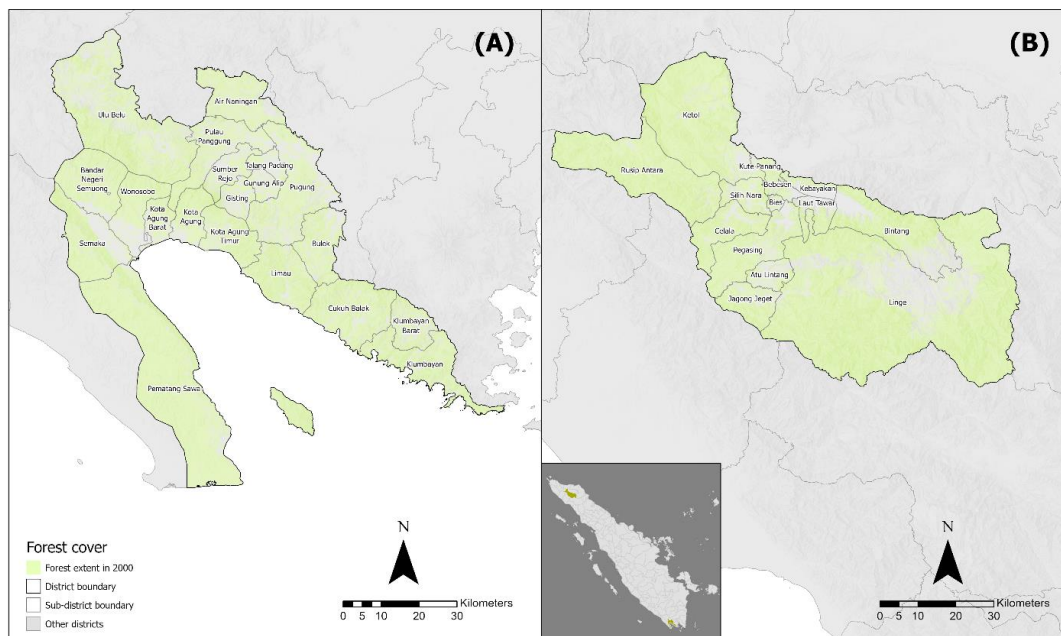 (A)
Air Naningan
Ulu Belu
Pulau
Panggung
Talang Padang
Sumber
Rejo
Gunung Alip
Pugung
Bandar
Negeri
Semuong
Wonosobo
Gisting
Kota
Agung
Barat
Kota
Agung
Kota Agung
Timur
Bulok
Semaka
Limau
Cukuh Balak
Klumbayan
Barat
Klumbayan
Pematang Sawa
Forest cover
Forest extent in 2000
District boundary
Sub-district boundary
Other districts
N
Kilometers
0 5 10 20 30
(B)
Ketol
Rusip Antara
Kute Panang
Bebesen
Kebayakan
Silih Nara
Bies
Laut Tawar
Celala
Bintang
Pegasing
Atu Lintang
Linge
Jagong Jeget
N
Kilometers
0 5 10 20 30